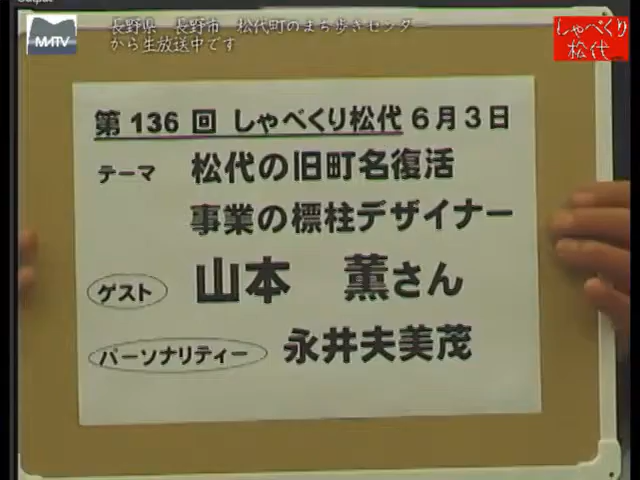 Output
MATV
長野県 長野市 松代町のまち歩きセンター
から生放送中です
しゃべくり
松代
第136回 しゃべくり松代 6月3日
テーマ 松代の旧町名復活
事業の標柱デザイナー
ゲスト 山本 薫さん
パーソナリティー 永井夫美茂